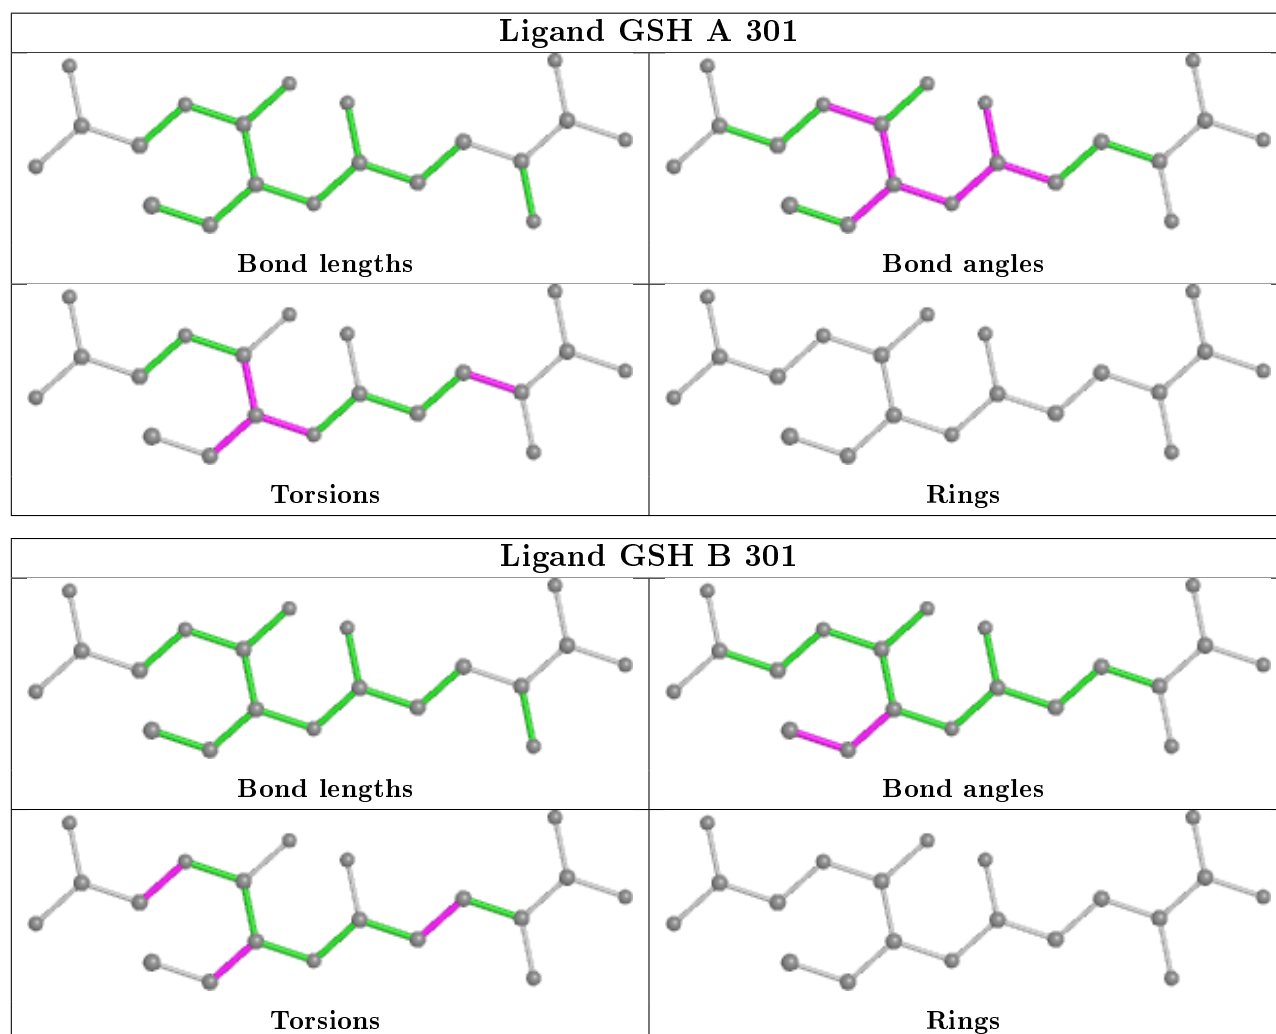 Ligand GSH A 301
Bond lengths
Bond angles
Torsions
Rings
Ligand GSH B 301
Bond lengths
Bond angles
Torsions
Rings